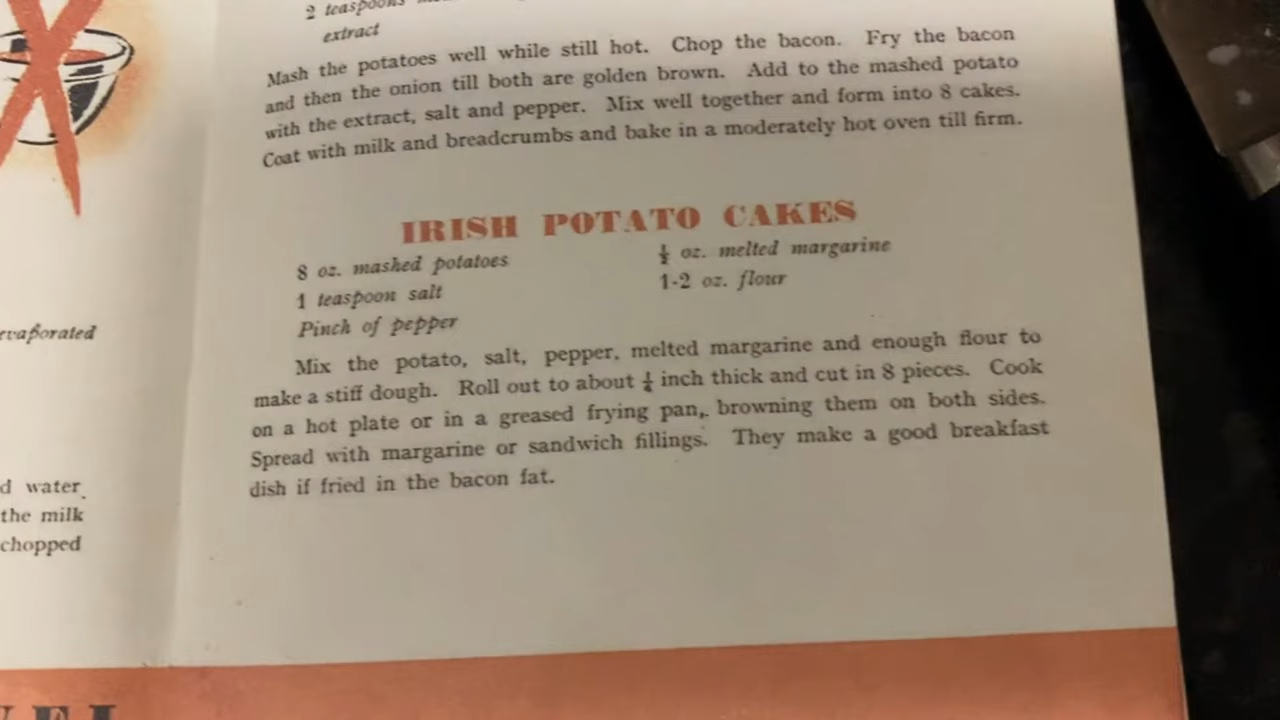 2 teaspoons
extract
Mash the potatoes well while still hot. Chop the bacon. Fry the bacon
and then the onion till both are golden brown. Add to the mashed potato
with the extract, salt and pepper. Mix well together and form into 8 cakes.
Coat with milk and breadcrumbs and bake in a moderately hot oven till firm.
IRISH POTATO CAKES
8 oz. mashed potatoes
1 teaspoon salt
Pinch of pepper
½ oz. melted margarine
1-2 oz. flour
Mix the potato, salt, pepper, melted margarine and enough flour to
make a stiff dough. Roll out to about ¼ inch thick and cut in 8 pieces. Cook
on a hot plate or in a greased frying pan, browning them on both sides.
Spread with margarine or sandwich fillings. They make a good breakfast
dish if fried in the bacon fat.
evaporated
d water
the milk
chopped